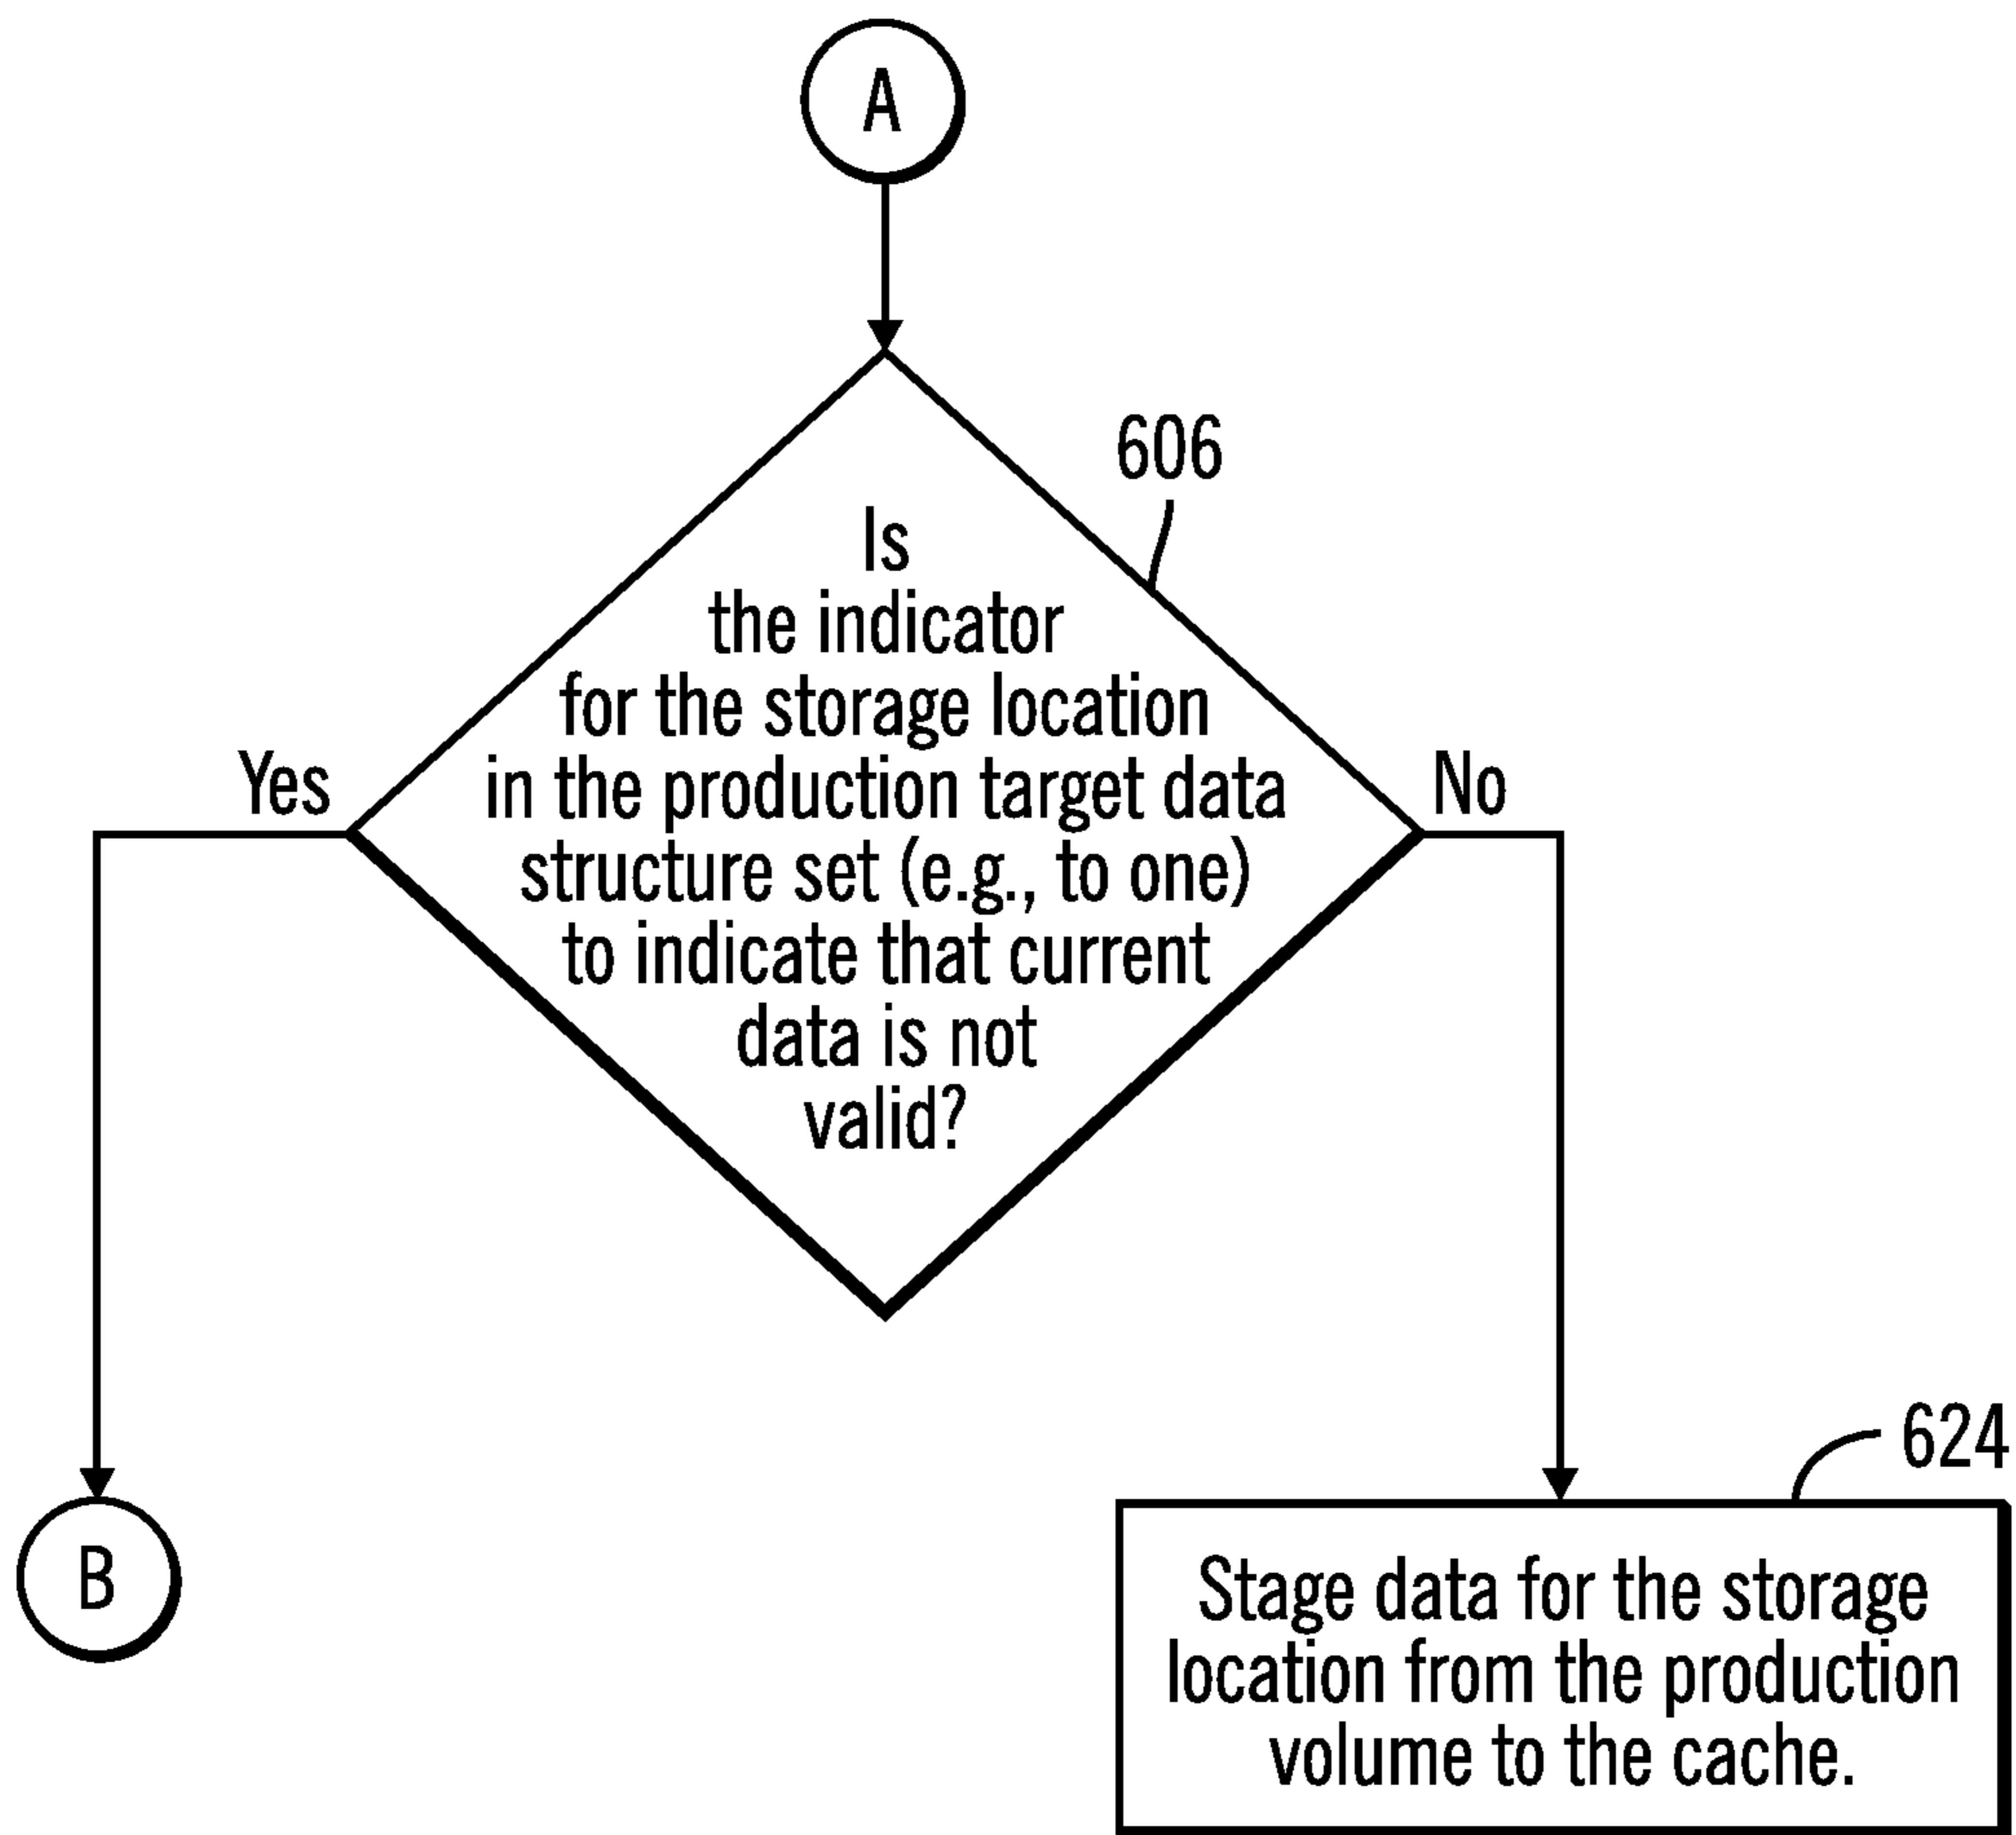 A
606
Is
the indicator
for the storage location
in the production target data
structure set (e.g., to one)
to indicate that current
data is not
valid?
Yes
No
B
624
Stage data for the storage
location from the production
volume to the cache.